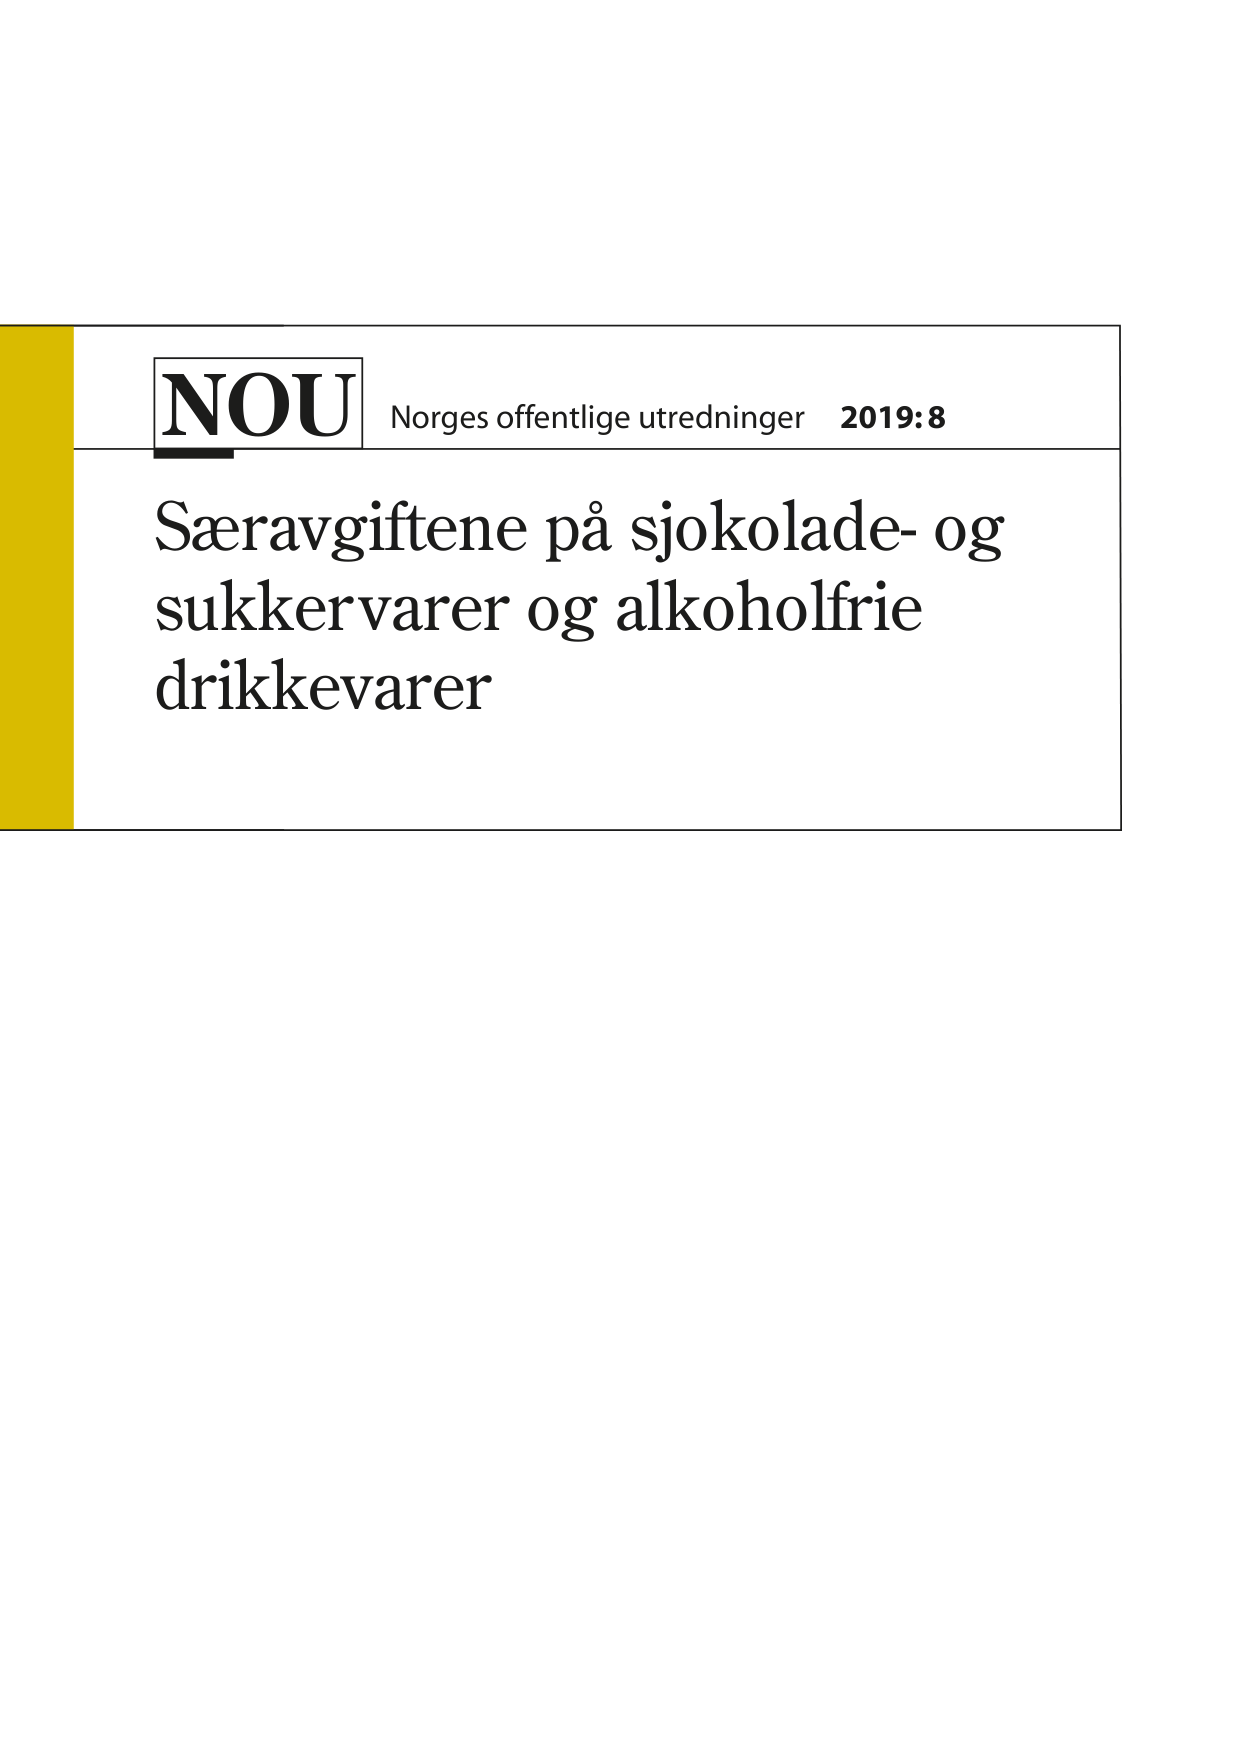 NOU Norges offentlige utredninger 2019: 8
Særavgiftene på sjokolade- og
sukkervarer og alkoholfrie
drikkevarer